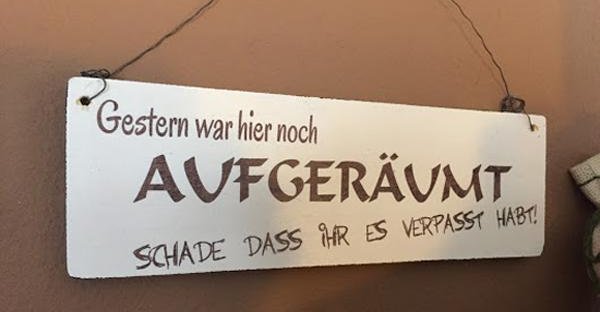 Gestern war hier noch
AUFGERÄUMT
SCHADE DASS iHR ES VERPASST HABT!